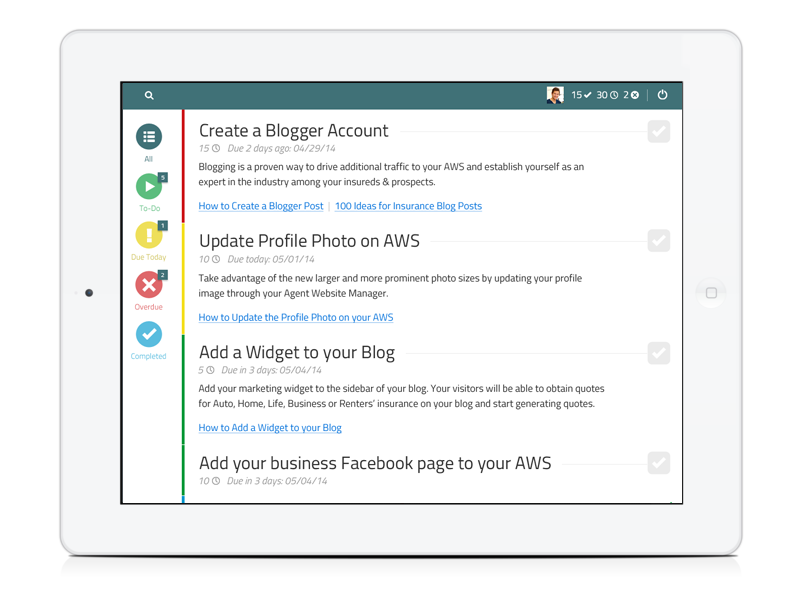 15 30 2
All
5
To-Do
1
Due Today
2
Overdue
Completed
Create a Blogger Account
15 Due 2 days ago: 04/29/14
Blogging is a proven way to drive additional traffic to your AWS and establish yourself as an
expert in the industry among your insureds & prospects.
How to Create a Blogger Post | 100 Ideas for Insurance Blog Posts
Update Profile Photo on AWS
10 Due today: 05/01/14
Take advantage of the new larger and more prominent photo sizes by updating your profile
image through your Agent Website Manager.
How to Update the Profile Photo on your AWS
Add a Widget to your Blog
5 Due in 3 days: 05/04/14
Add your marketing widget to the sidebar of your blog. Your visitors will be able to obtain quotes
for Auto, Home, Life, Business or Renters' insurance on your blog and start generating quotes.
How to Add a Widget to your Blog
Add your business Facebook page to your AWS
10 Due in 3 days: 05/04/14